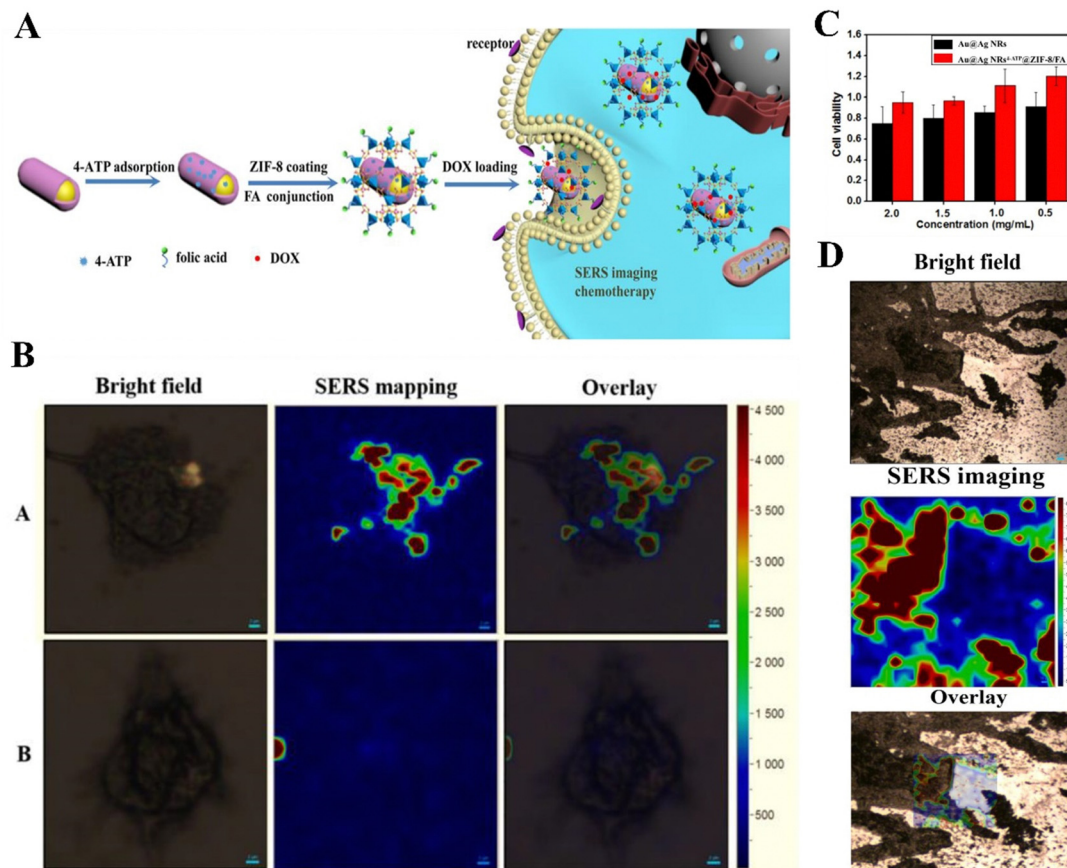 A
receptor
4-ATP adsorption
ZIF-8 coating
FA conjunction
DOX loading
4-ATP
folic acid
DOX
SERS imaging
chemotherapy
B
Bright field
SERS mapping
Overlay
A
B
4 500
4 000
3 500
3 000
2 500
2 000
1 500
1 000
500
C
Au@Ag NRs
Au@Ag NRs4-ATP@ZIF-8/FA
Cell viability
1.6
1.4
1.2
1.0
0.8
0.6
0.4
0.2
0.0
2.0
1.5
1.0
0.5
Concentration (mg/mL)
D
Bright field
SERS imaging
Overlay